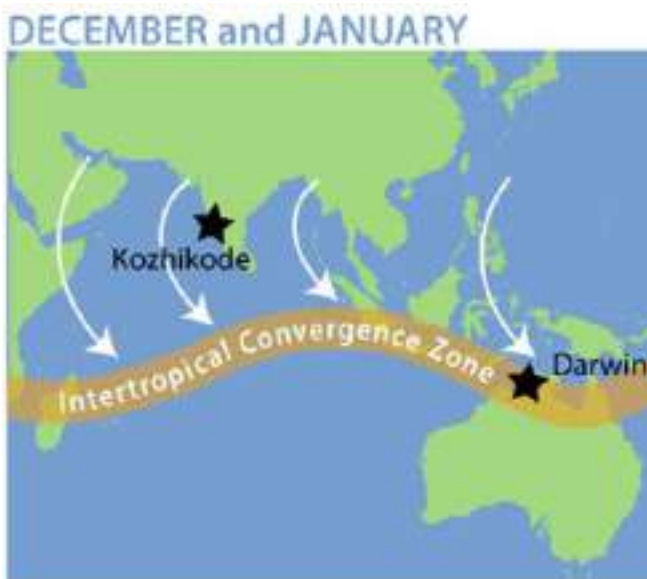 DECEMBER and JANUARY
Kozhikode
Intertropical Convergence Zone
Darwin